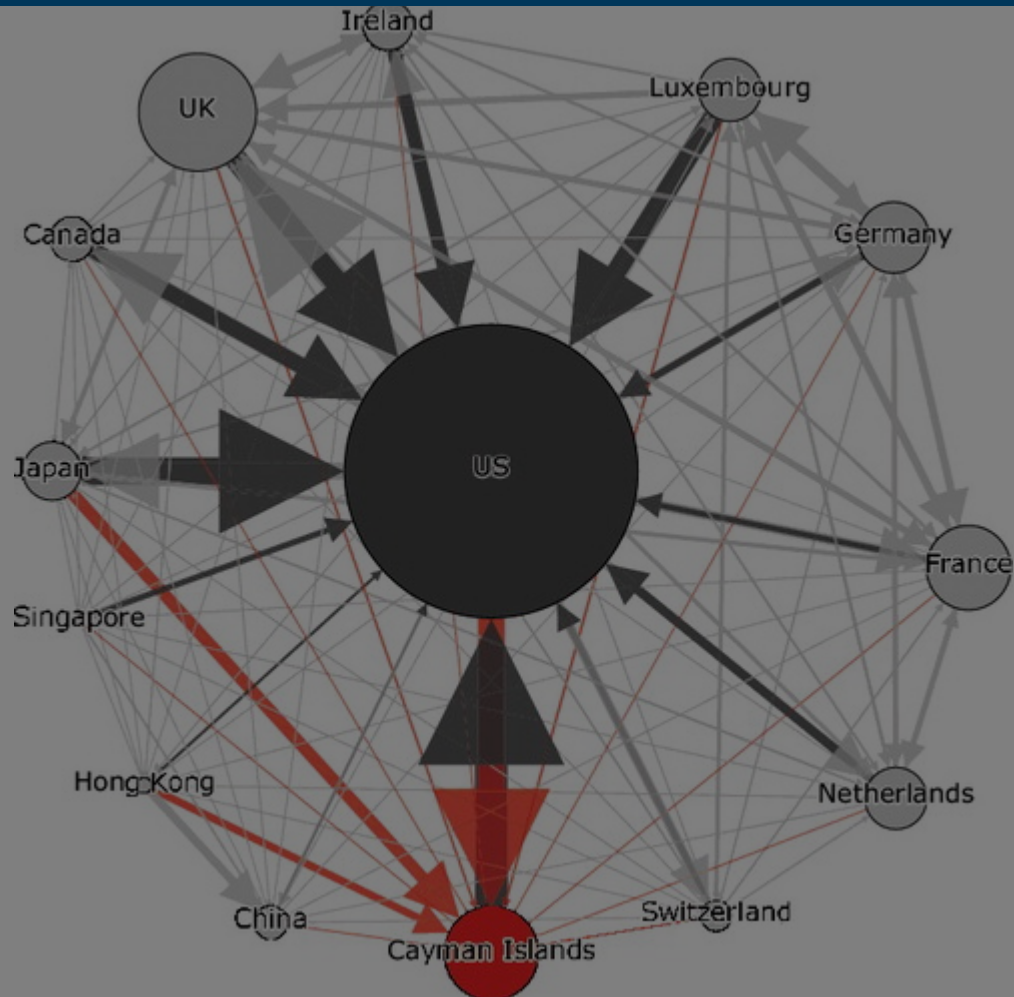 Ireland
Luxembourg
UK
Canada
Germany
Japan
US
France
Singapore
Hong Kong
Netherlands
China
Switzerland
Cayman Islands